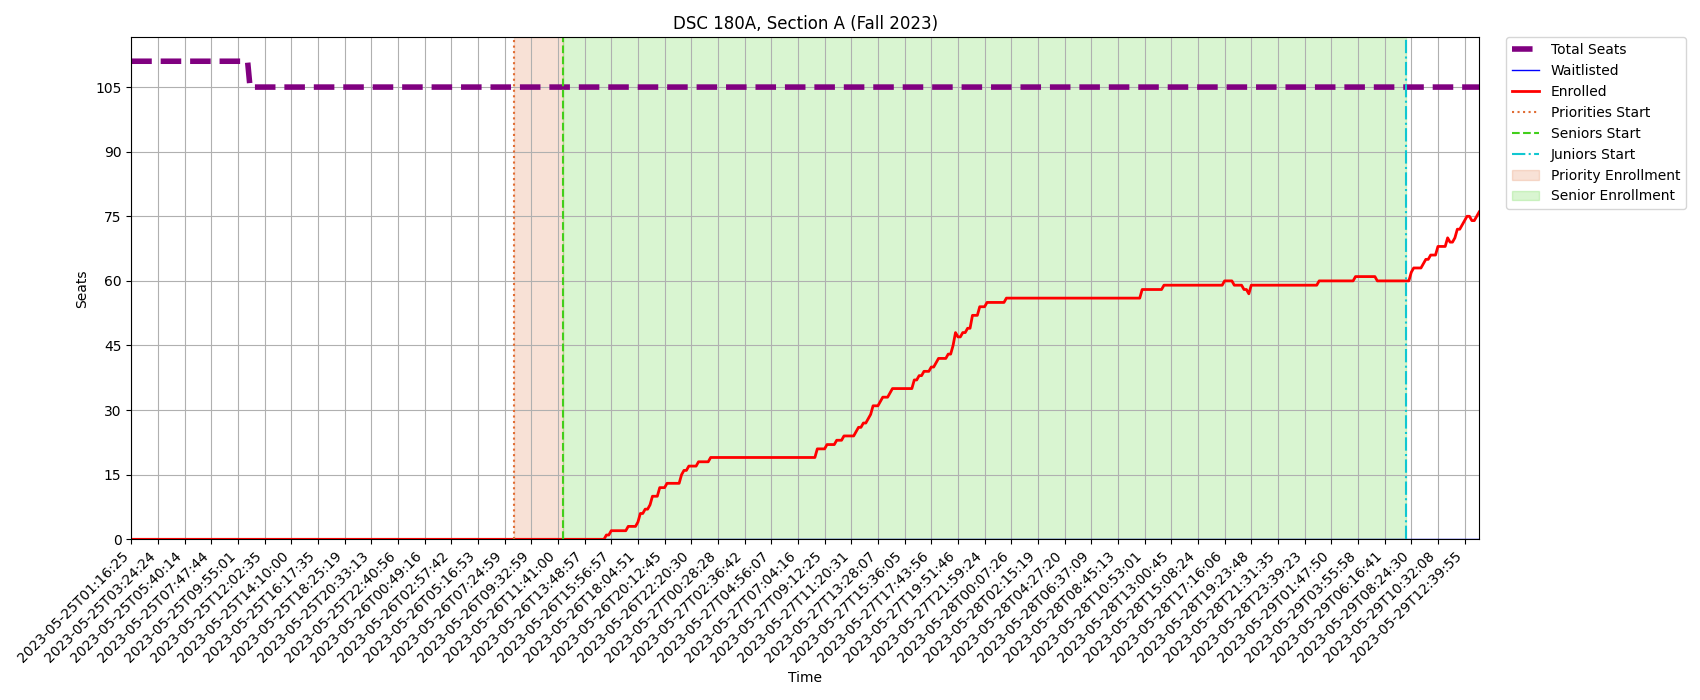 DSC 180A, Section A (Fall 2023)
Total Seats
Waitlisted
Enrolled
Priorities Start
Seniors Start
Juniors Start
Priority Enrollment
Senior Enrollment
Seats
105
90
75
60
45
30
15
0
2023-05-25T01:16:25
2023-05-25T03:24:24
2023-05-25T05:40:14
2023-05-25T07:47:44
2023-05-25T09:55:01
2023-05-25T12:02:35
2023-05-25T14:10:00
2023-05-25T16:17:35
2023-05-25T18:25:19
2023-05-25T20:33:13
2023-05-25T22:40:56
2023-05-26T00:49:16
2023-05-26T02:57:42
2023-05-26T05:16:53
2023-05-26T07:24:59
2023-05-26T09:32:59
2023-05-26T11:41:00
2023-05-26T13:48:57
2023-05-26T15:56:57
2023-05-26T18:04:51
2023-05-26T20:12:45
2023-05-26T22:20:30
2023-05-27T00:28:28
2023-05-27T02:36:42
2023-05-27T04:56:07
2023-05-27T07:04:16
2023-05-27T09:12:25
2023-05-27T11:20:31
2023-05-27T13:28:07
2023-05-27T15:36:05
2023-05-27T17:43:56
2023-05-27T19:51:46
2023-05-27T21:59:24
2023-05-28T00:07:26
2023-05-28T02:15:19
2023-05-28T04:27:20
2023-05-28T06:37:09
2023-05-28T08:45:13
2023-05-28T10:53:01
2023-05-28T13:00:45
2023-05-28T15:08:24
2023-05-28T17:16:06
2023-05-28T19:23:48
2023-05-28T21:31:35
2023-05-28T23:39:23
2023-05-29T01:47:50
2023-05-29T03:55:58
2023-05-29T06:16:41
2023-05-29T08:24:30
2023-05-29T10:32:08
2023-05-29T12:39:55
Time